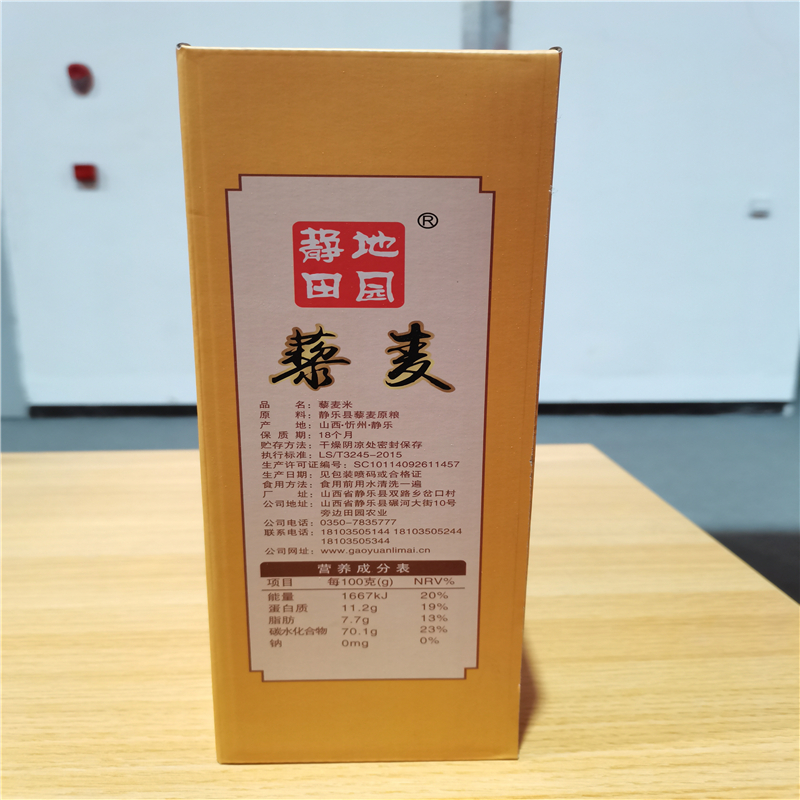 静地
田园
®
藜麦
品 名：藜麦米
原 料：静乐县藜麦原粮
产 地：山西·忻州·静乐
保 质 期：18个月
贮存方法：干燥阴凉处密封保存
执行标准：LS/T3245-2015
生产许可证编号：SC10114092611457
生产日期：见包装喷码或合格证
食用方法：食用前用水清洗一遍
厂 址：山西省静乐县双路乡岔口村
公司地址：山西省静乐县碾河大街10号
旁边田园农业
公司电话：0350-7835777
联系电话：18103505144 18103505244
18103505344
公司网址：www.gaoyuanlimai.cn
营养成分表
项目 每100克(g) NRV%
能量 1667kJ 20%
蛋白质 11.2g 19%
脂肪 7.7g 13%
碳水化合物 70.1g 23%
钠 0mg 0%